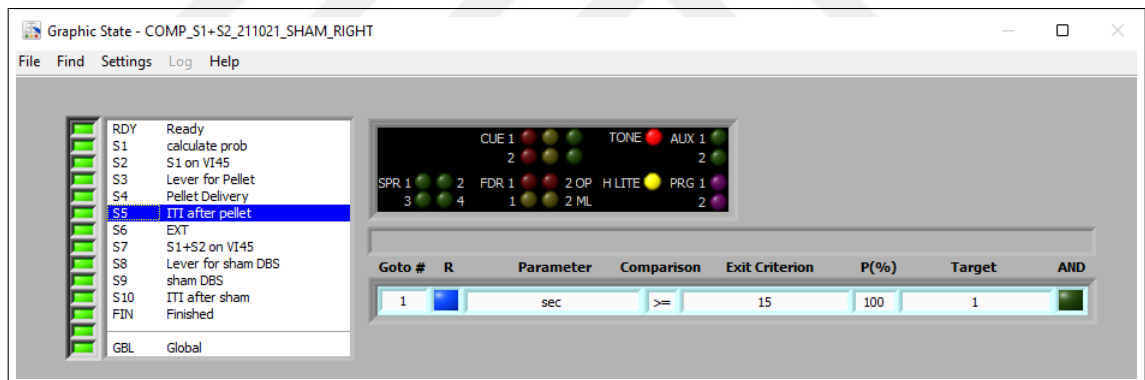 Graphic State - COMP_S1+S2_211021_SHAM_RIGHT
File Find Settings Log Help
RDY Ready
S1 calculate prob
S2 S1 on VI45
S3 Lever for Pellet
S4 Pellet Delivery
S5 ITI after pellet
S6 EXT
S7 S1+S2 on VI45
S8 Lever for sham DBS
S9 sham DBS
S10 ITI after sham
FIN Finished
GBL Global
CUE 1 TONE AUX 1
2 2
SPR 1 2 FDR 1 2 OP H LITE PRG 1
3 4 1 2 ML 2
Goto # R Parameter Comparison Exit Criterion P(%) Target AND
1 sec >= 15 100 1